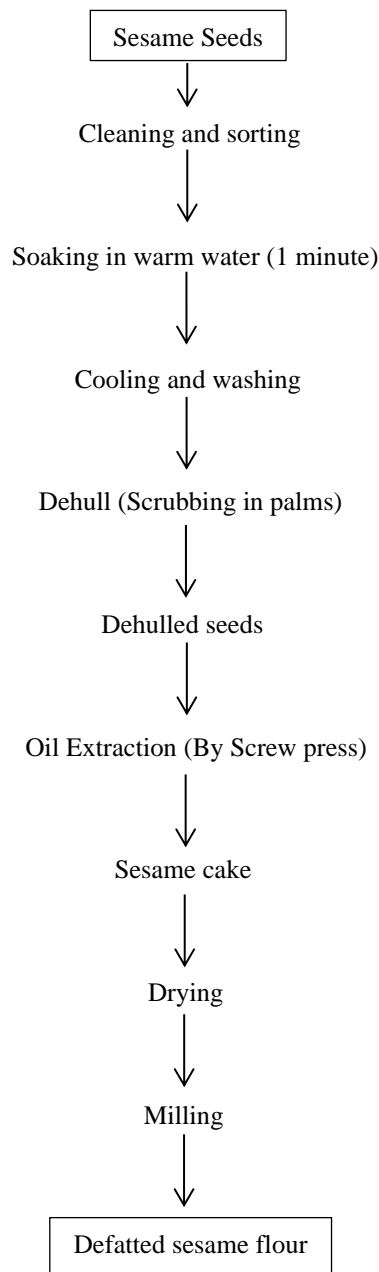 Sesame Seeds
Cleaning and sorting
Soaking in warm water (1 minute)
Cooling and washing
Dehull (Scrubbing in palms)
Dehulled seeds
Oil Extraction (By Screw press)
Sesame cake
Drying
Milling
Defatted sesame flour